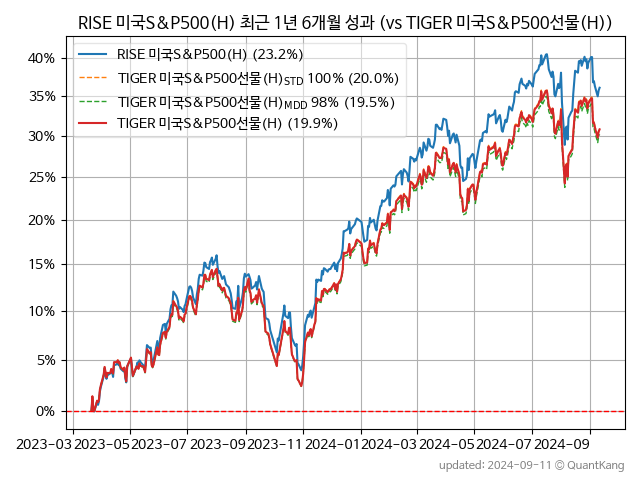 RISE 미국S&P500(H) 최근 1년 6개월 성과 (vs TIGER 미국S&P500선물(H))
RISE 미국S&P500(H) (23.2%)
TIGER 미국S&P500선물(H)STD 100% (20.0%)
TIGER 미국S&P500선물(H)MDD 98% (19.5%)
TIGER 미국S&P500선물(H) (19.9%)
40%
35%
30%
25%
20%
15%
10%
5%
0%
2023-03 2023-05 2023-07 2023-09 2023-11 2024-01 2024-03 2024-05 2024-07 2024-09
updated: 2024-09-11 © QuantKang